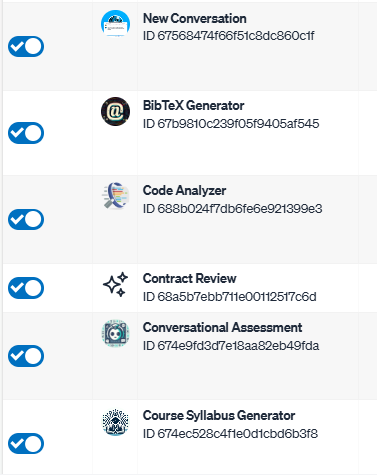 New Conversation
ID 67568474f66f51c8dc860c1f
BibTeX Generator
ID 67b9810c239f05f9405af545
Code Analyzer
ID 688b024f7db6fe6e921399e3
Contract Review
ID 68a5b7ebb711e00112517c6d
Conversational Assessment
ID 674e9fd3d7e18aa82eb49fda
Course Syllabus Generator
ID 674ec528c4f1e0d1cbd6b3f8